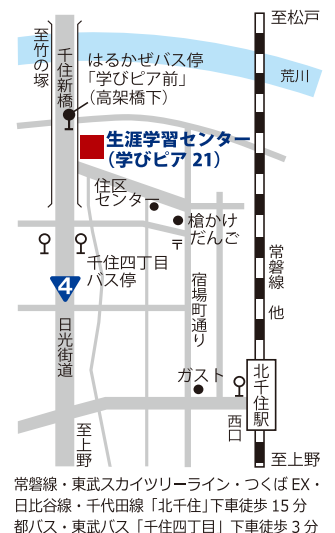 至松戸
至竹の塚
千住新橋
はるかぜバス停
「学びピア前」
(高架橋下)
荒川
生涯学習センター
(学びピア21)
住区
センター
槍かけ
だんご
〒
千住四丁目
バス停
4
日光街道
宿場町通り
常磐線 他
ガスト
北千住駅
西口
至上野
至上野
常磐線・東武スカイツリーライン・つくばEX・
日比谷線・千代田線「北千住」下車徒歩15分
都バス・東武バス「千住四丁目」下車徒歩3分